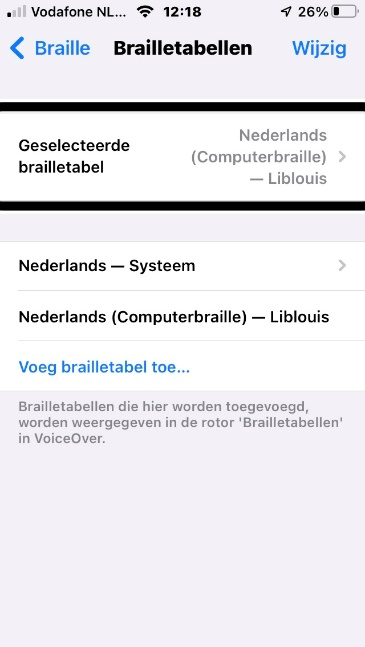 Vodafone NL... 12:18 26%
Braille Brailletabellen Wijzig
Geselecteerde
brailletabel
Nederlands
(Computerbraille)
— Liblouis
Nederlands — Systeem
Nederlands (Computerbraille) — Liblouis
Voeg brailletabel toe...
Brailletabellen die hier worden toegevoegd,
worden weergegeven in de rotor 'Brailletabellen'
in VoiceOver.